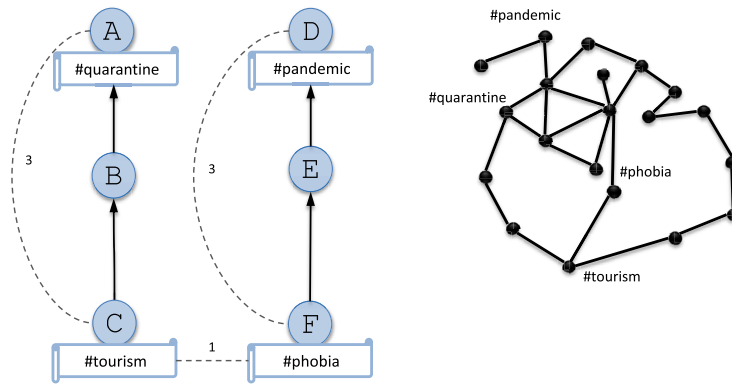 A
D
#quarantine
#pandemic
3
B
3
E
C
F
#tourism
1
#phobia
#pandemic
#quarantine
#phobia
#tourism